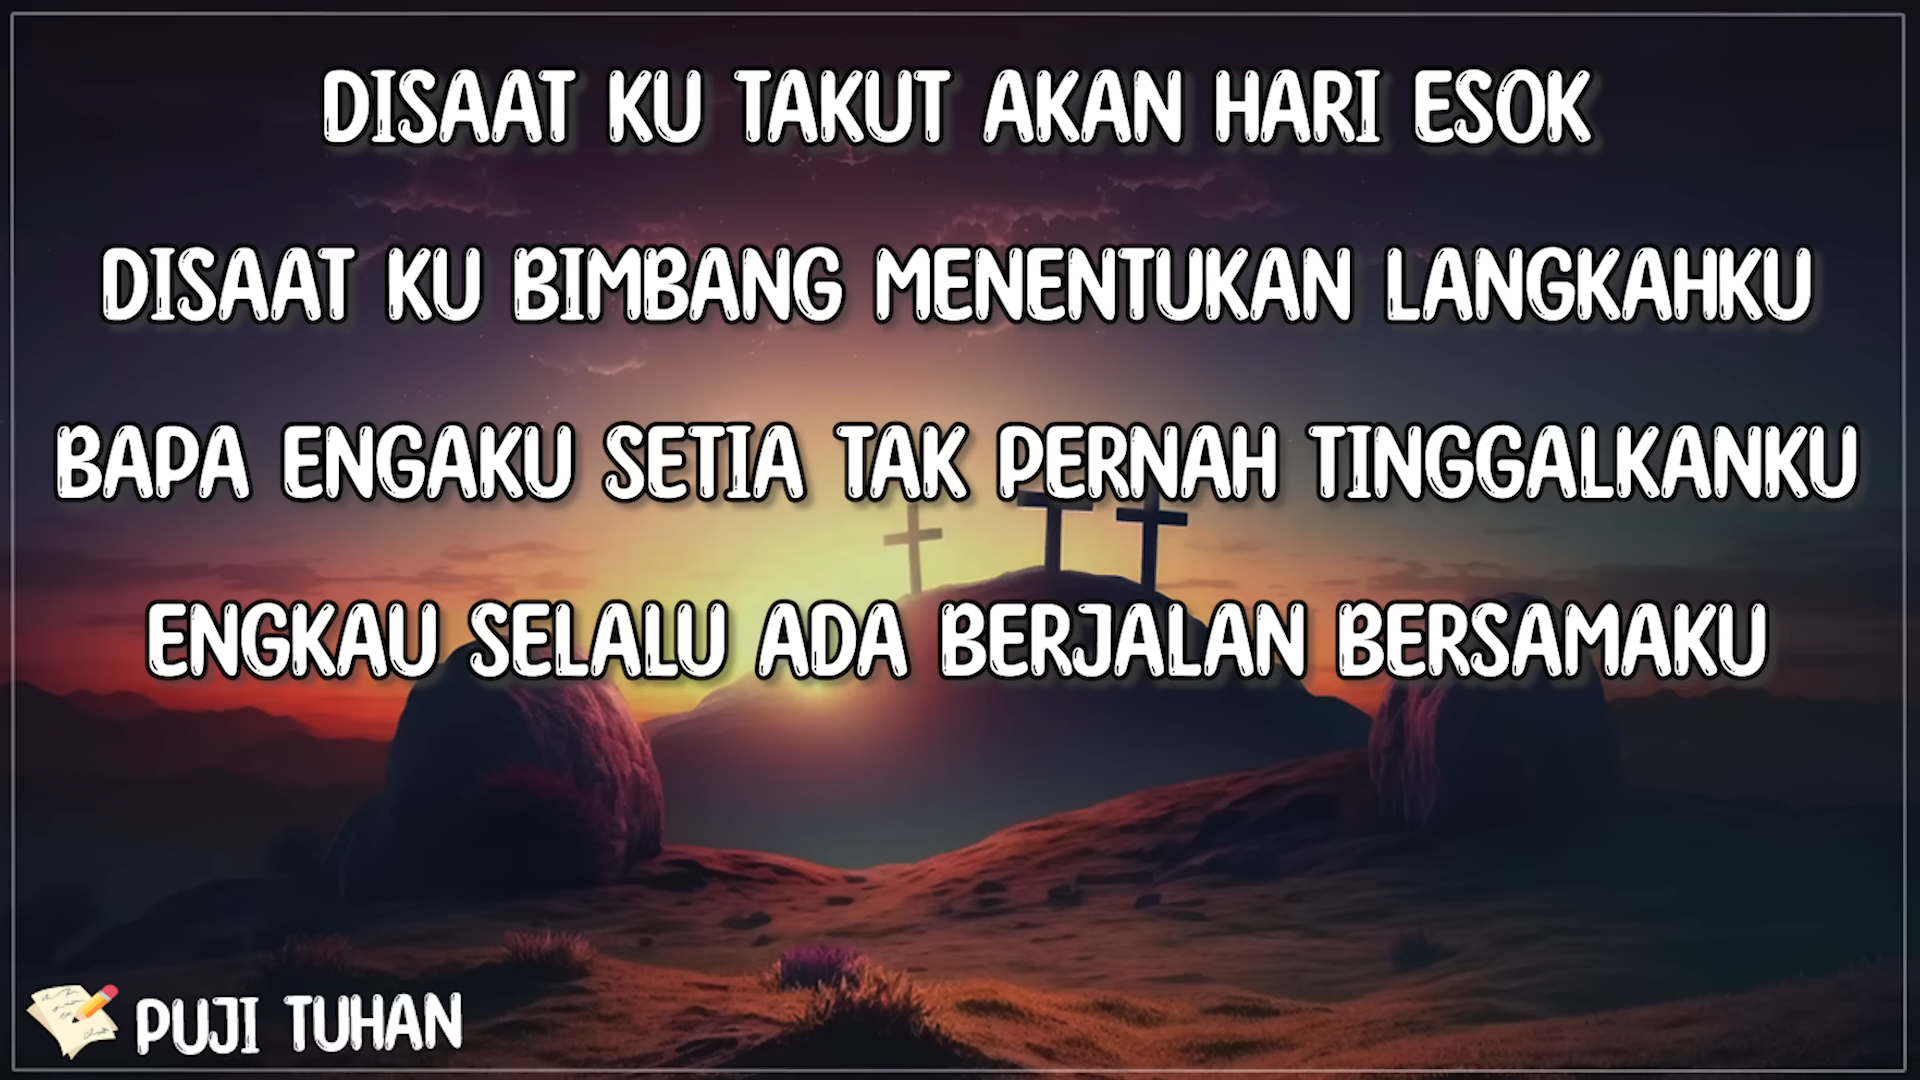 DISAAT KU TAKUT AKAN HARI ESOK
DISAAT KU BIMBANG MENENTUKAN LANGKAHKU
BAPA ENGAKU SETIA TAK PERNAH TINGGALKANKU
ENGKAU SELALU ADA BERJALAN BERSAMAKU
PUJI TUHAN